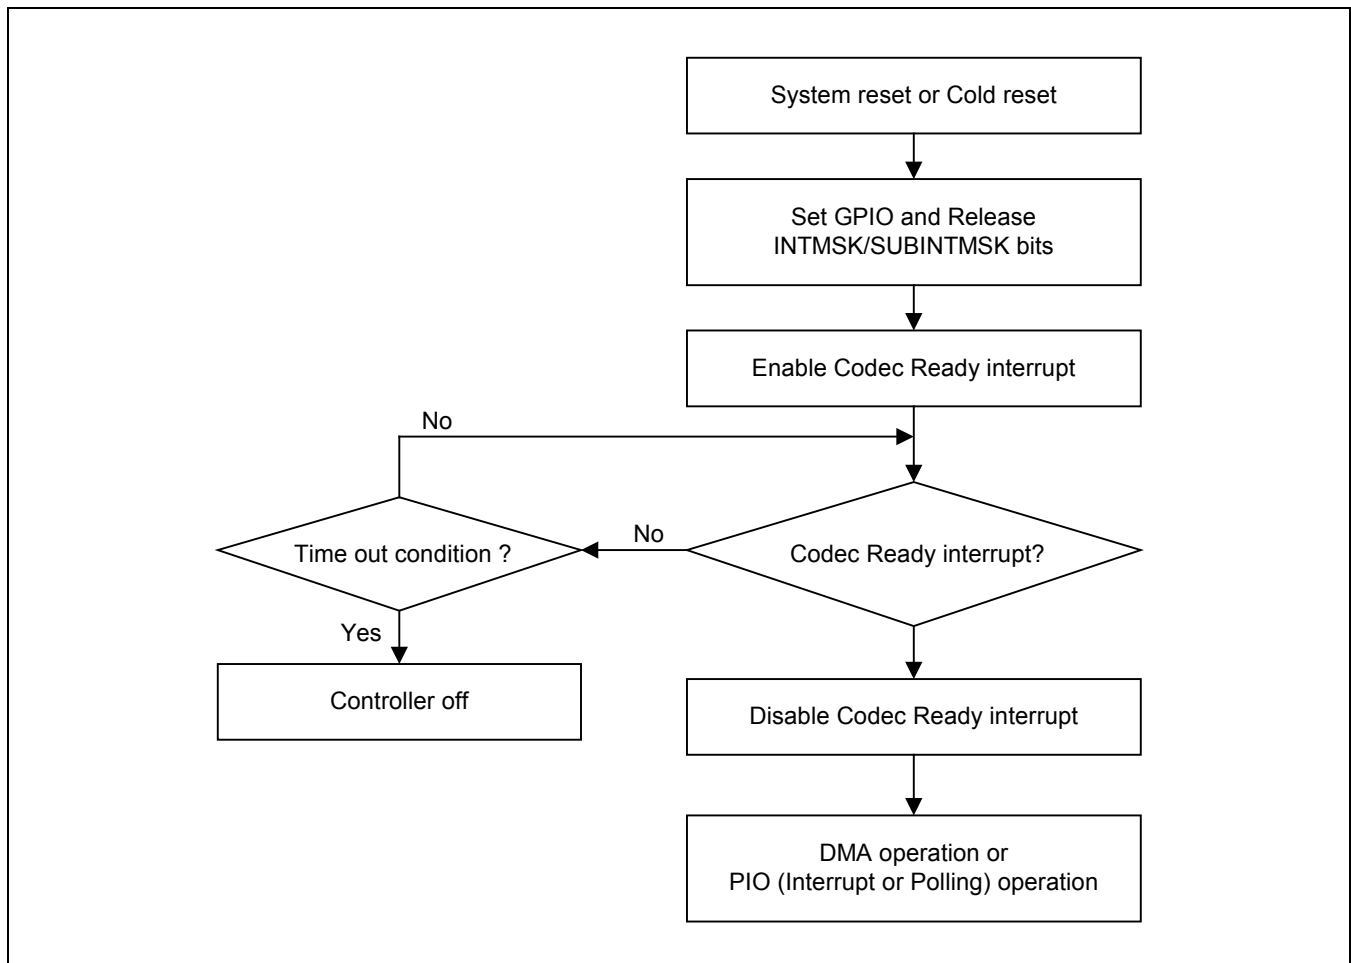 System reset or Cold reset
Set GPIO and Release
INTMSK/SUBINTMSK bits
Enable Codec Ready interrupt
No
No
Time out condition ?
Codec Ready interrupt?
Yes
Controller off
Disable Codec Ready interrupt
DMA operation or
PIO (Interrupt or Polling) operation